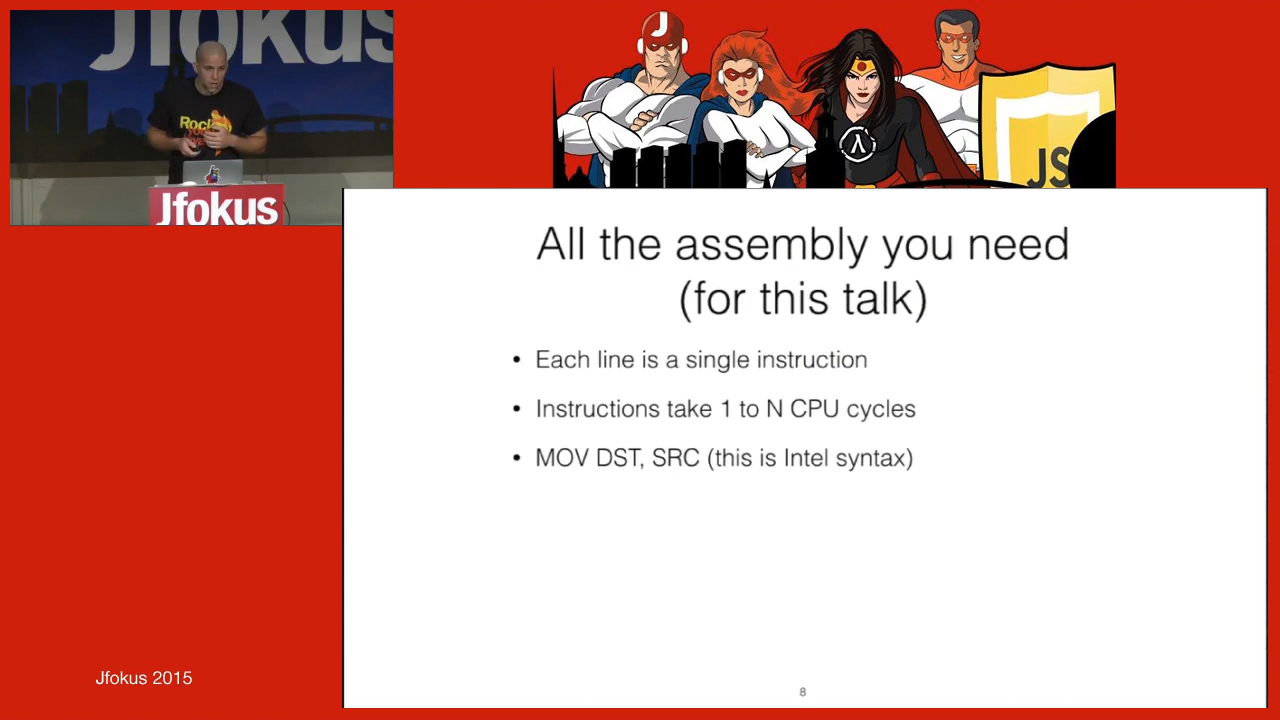 Jfokus
Rock
Jfokus
J
JS
All the assembly you need
(for this talk)
• Each line is a single instruction
• Instructions take 1 to N CPU cycles
• MOV DST, SRC (this is Intel syntax)
8
Jfokus 2015